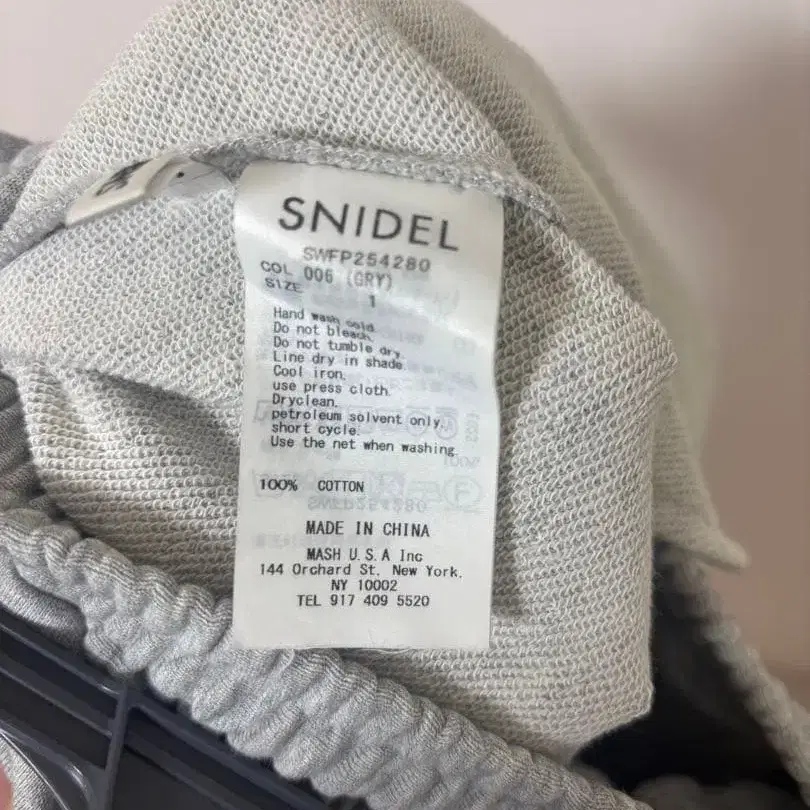 SNIDEL
SWFP254280
COL 006 (GRY)
SIZE 1
Hand wash cold.
Do not bleach.
Do not tumble dry.
Line dry in shade.
Cool iron.
use press cloth.
Dryclean.
petroleum solvent only.
short cycle.
Use the net when washing.
100% COTTON
MADE IN CHINA
MASH U.S.A Inc
144 Orchard St. New York.
NY 10002
TEL 917 409 5520